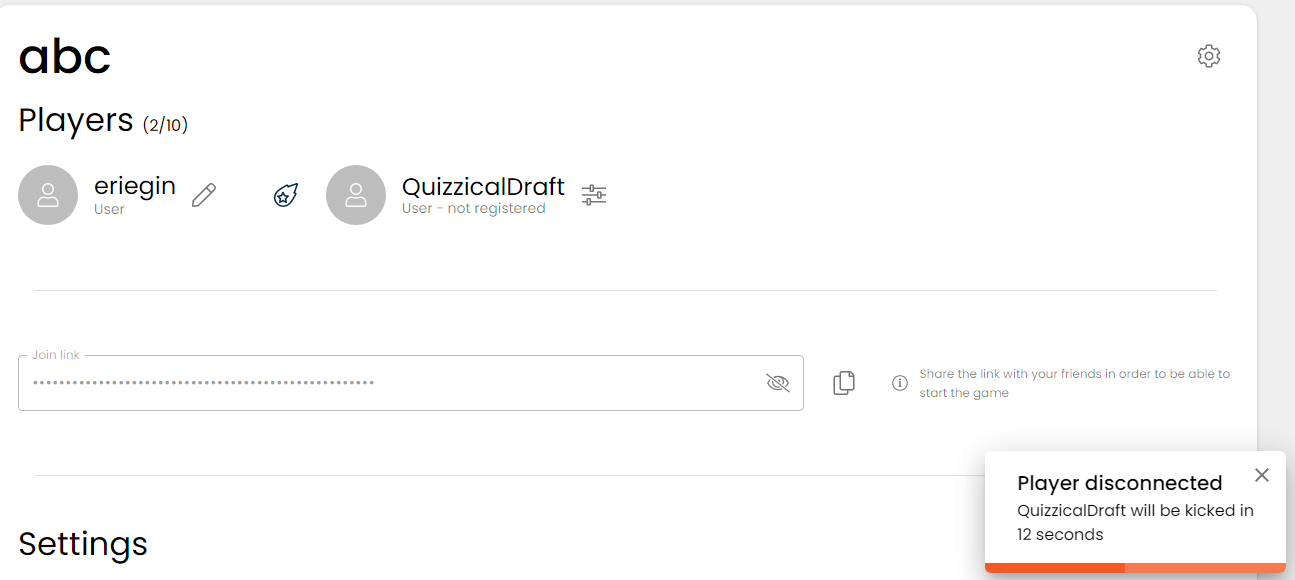 abc
Players (2/10)
eriegin
User
QuizzicalDraft
User - not registered
Join link
••••••••••••••••••••••••••••••••••••••••••••••••••••
Share the link with your friends in order to be able to
start the game
Player disconnected
QuizzicalDraft will be kicked in
12 seconds
Settings